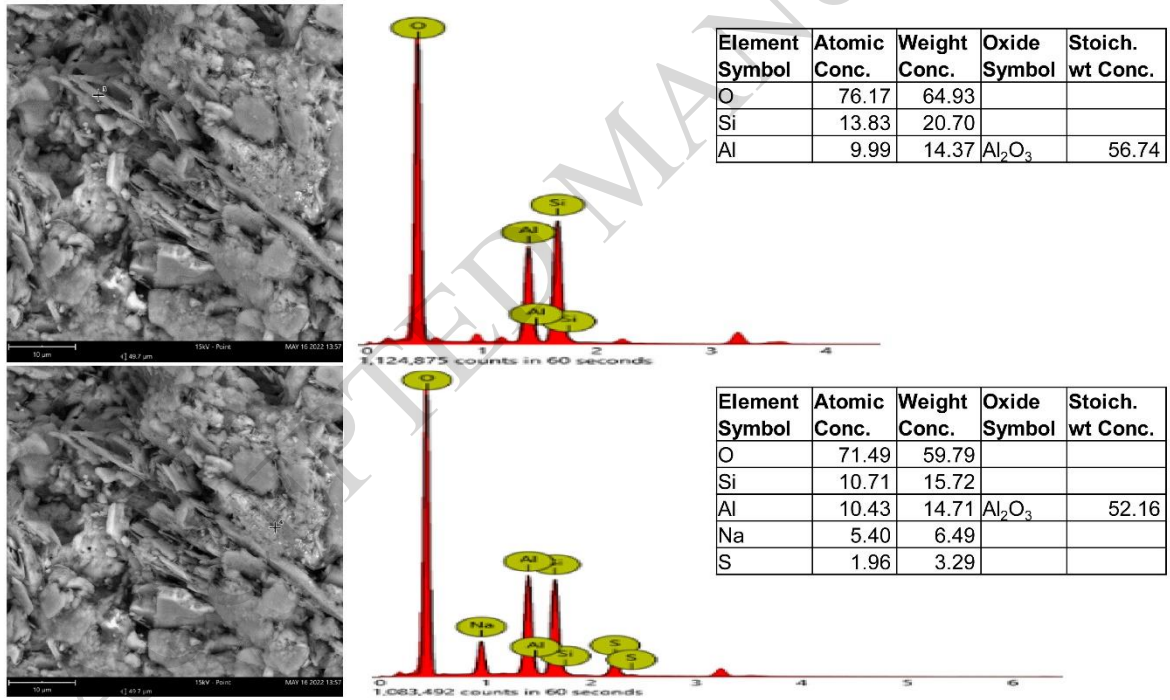 O
Si
Al
Al
Si
0 1 2 3 4
1,124,875 counts in 60 seconds
Element Symbol Atomic Conc. Weight Conc. Oxide Symbol Stoich. wt Conc.
O 76.17 64.93
Si 13.83 20.70
Al 9.99 14.37 Al₂O₃ 56.74
10 µm 49.7 µm 15kV - Point MAY 16 2022 13:57
O
Al
Na
Al
Si
S
S
0 1 2 3 4 5 6
1,083,492 counts in 60 seconds
Element Symbol Atomic Conc. Weight Conc. Oxide Symbol Stoich. wt Conc.
O 71.49 59.79
Si 10.71 15.72
Al 10.43 14.71 Al₂O₃ 52.16
Na 5.40 6.49
S 1.96 3.29
10 µm 49.7 µm 15kV - Point MAY 16 2022 13:57